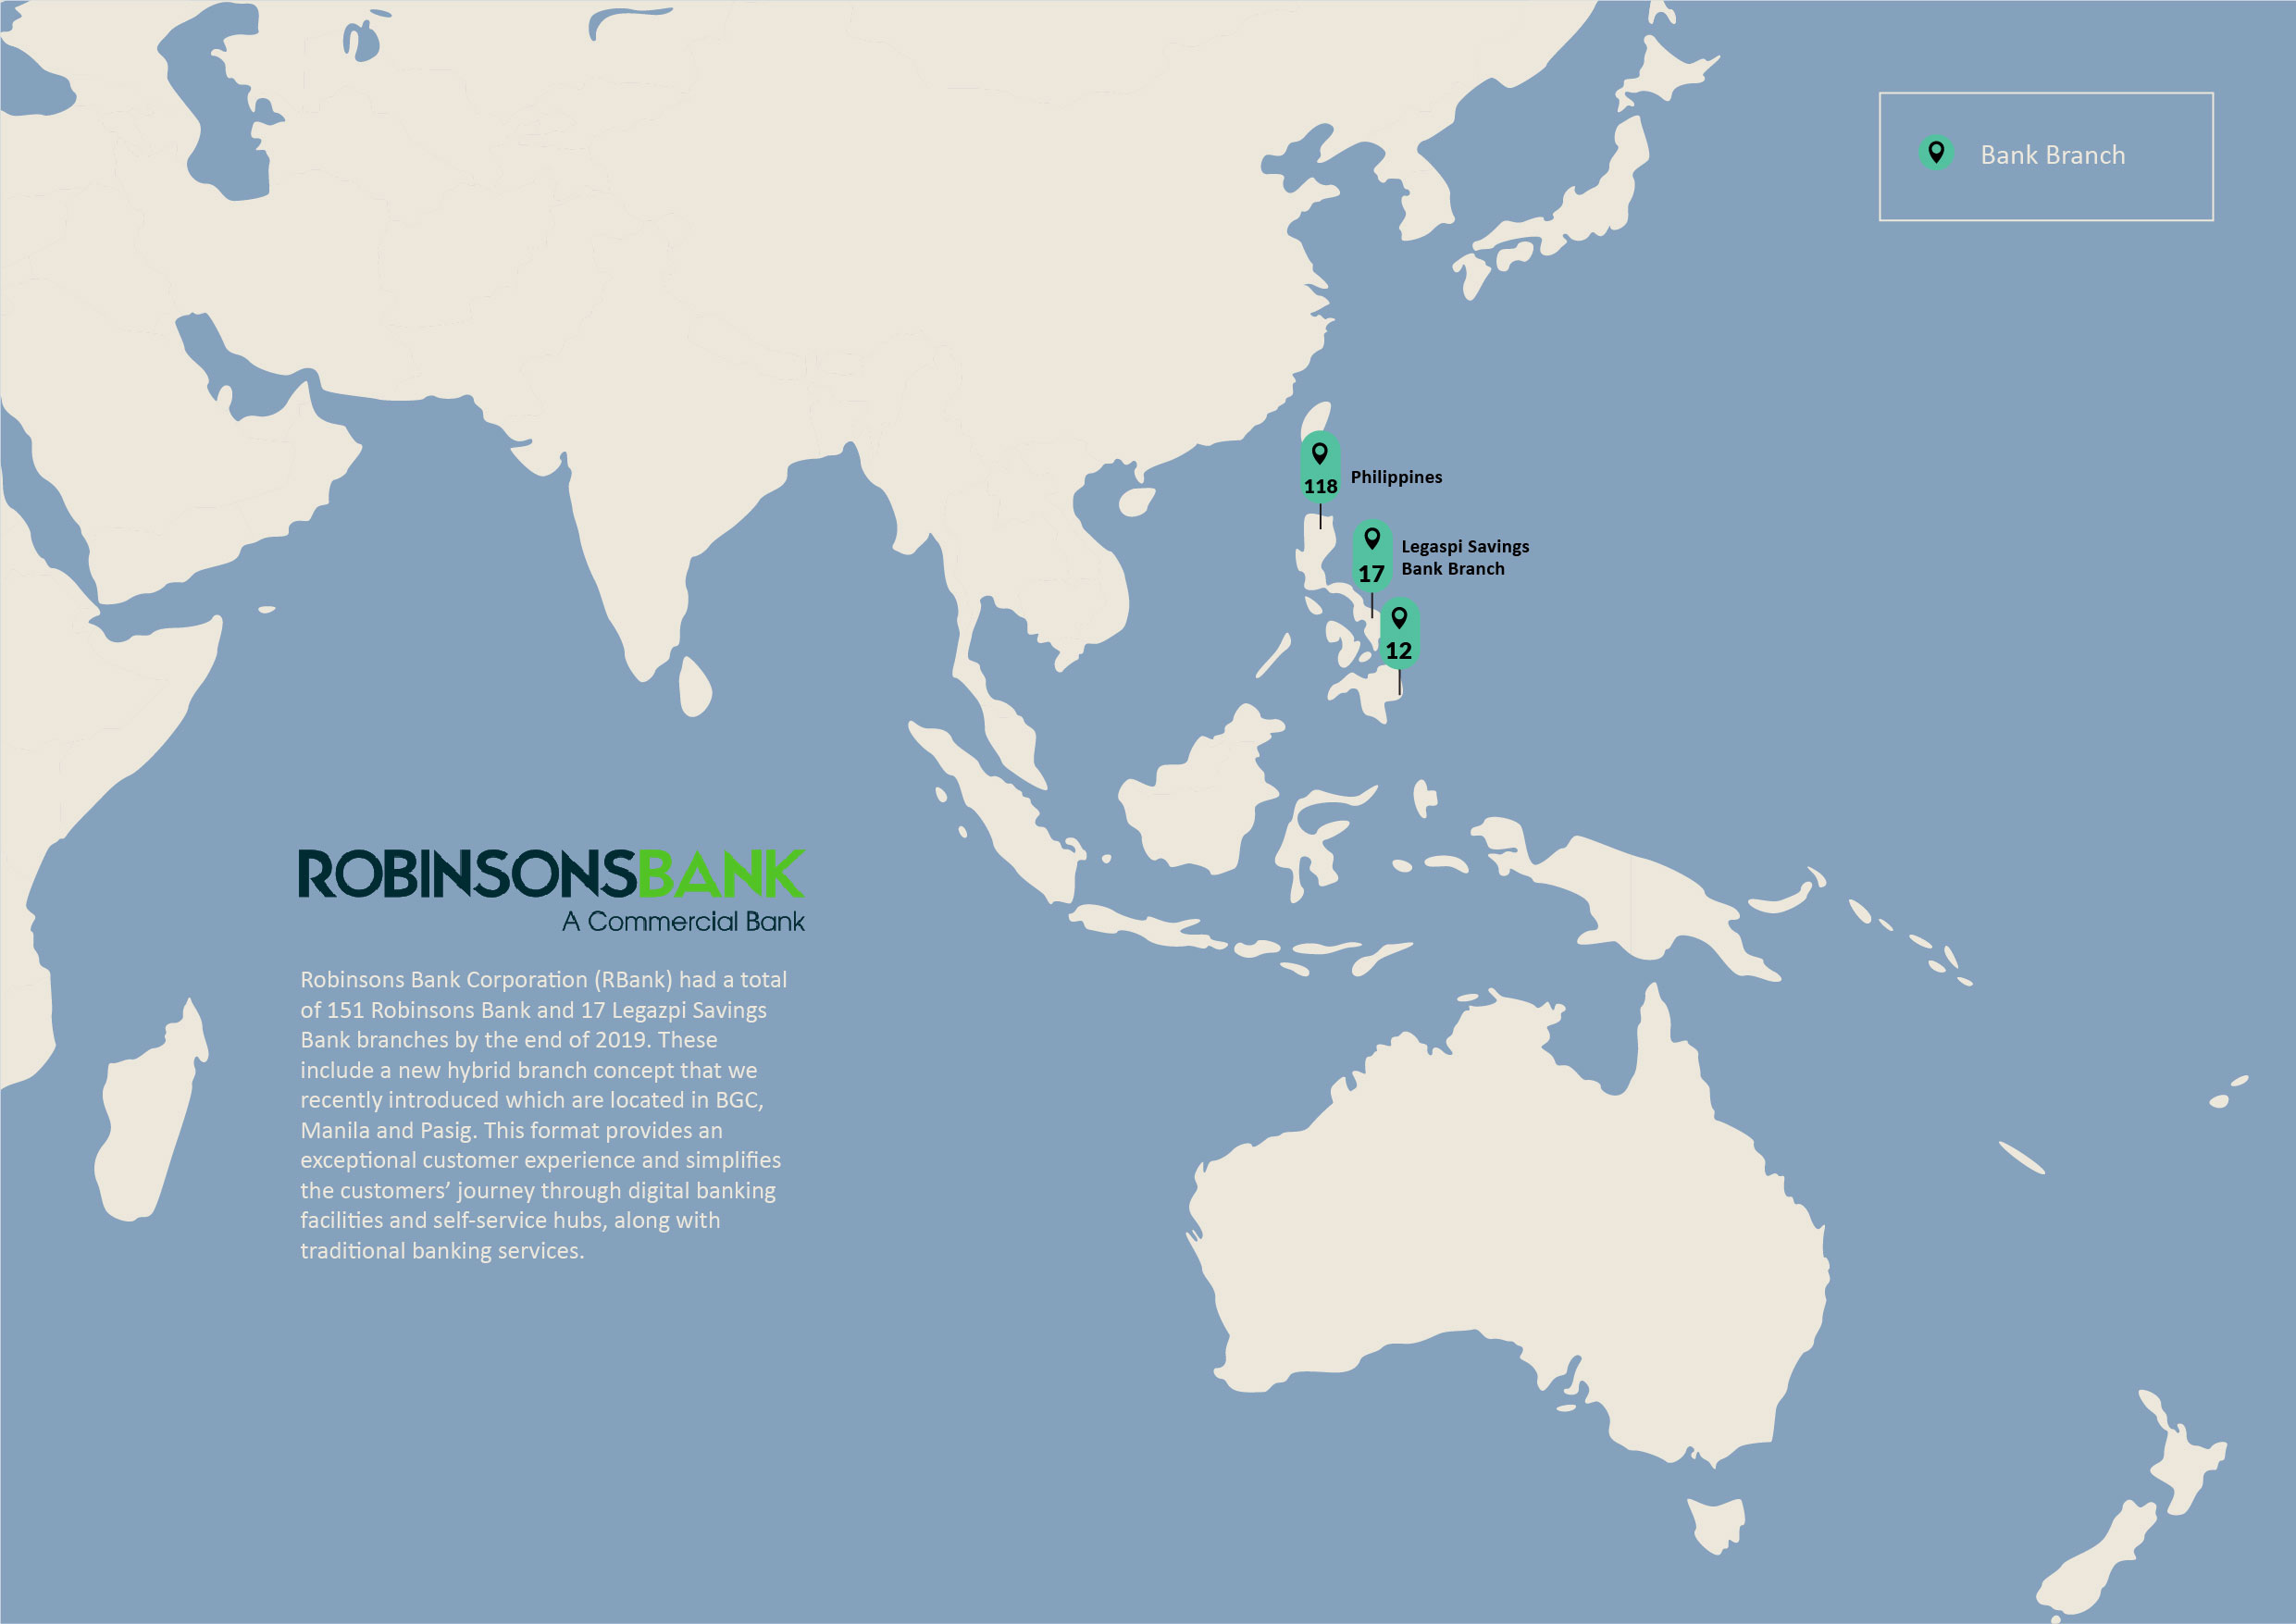 Bank Branch
118
Philippines
17
Legaspi Savings
Bank Branch
12
ROBINSONSBANK
A Commercial Bank
Robinsons Bank Corporation (RBank) had a total
of 151 Robinsons Bank and 17 Legazpi Savings
Bank branches by the end of 2019. These
include a new hybrid branch concept that we
recently introduced which are located in BGC,
Manila and Pasig. This format provides an
exceptional customer experience and simplifies
the customers’ journey through digital banking
facilities and self-service hubs, along with
traditional banking services.